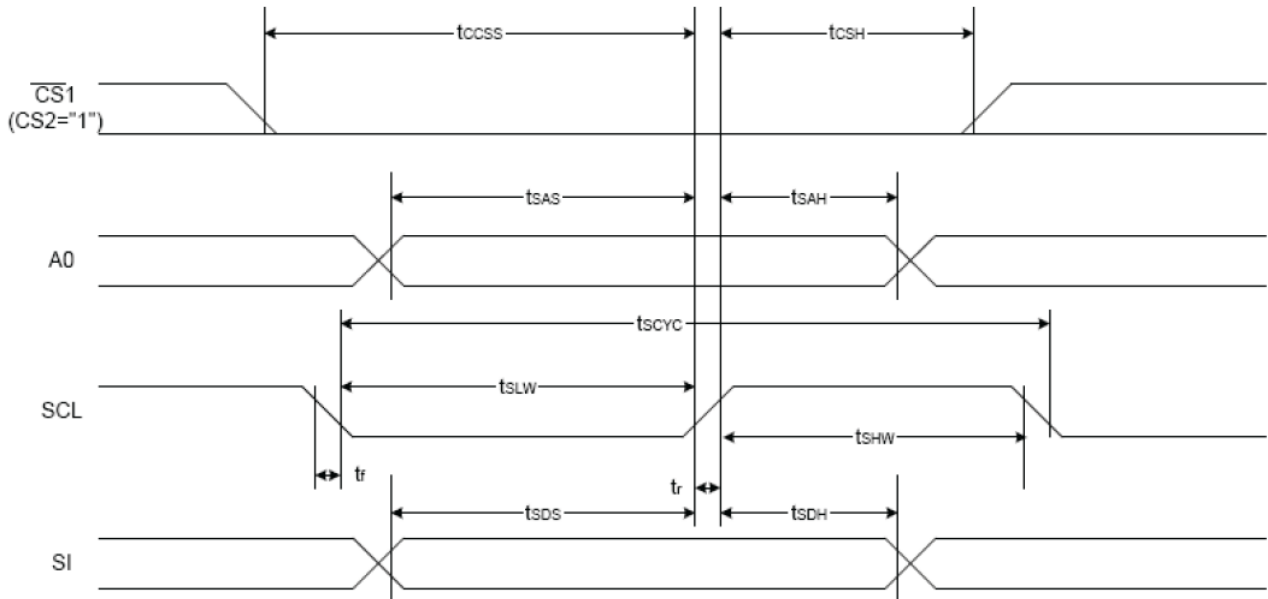 tCCSS tCSH
CS1
(CS2="1")
tSAS tSAH
A0
tSCYC
tSLW
SCL
tSHW
tf tr
tSDS tSDH
SI